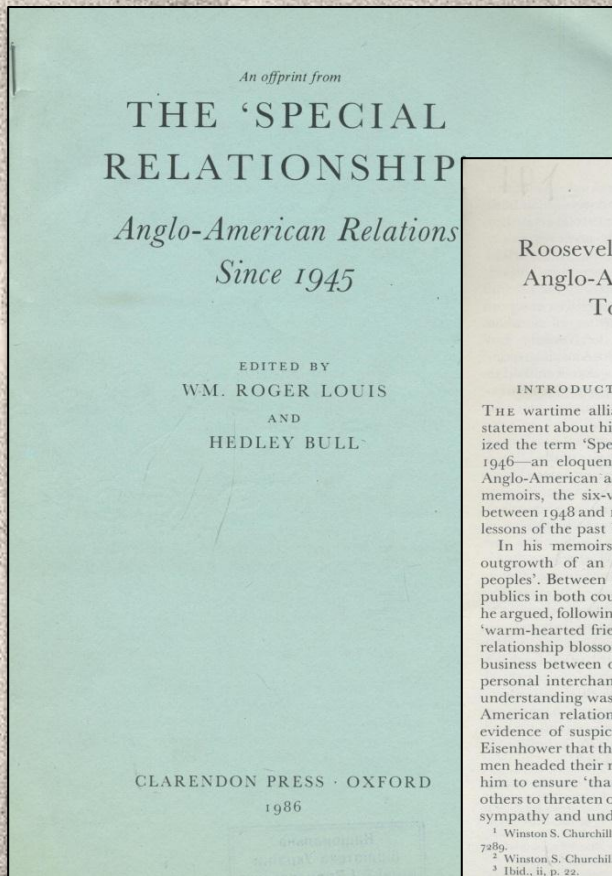 An offprint from
THE ‘SPECIAL
RELATIONSHIP’
Anglo-American Relations
Since 1945
EDITED BY
WM. ROGER LOUIS
AND
HEDLEY BULL
CLARENDON PRESS · OXFORD
1986
Roosevel
Anglo-A
To
INTRODUCT
THE wartime alli
statement about hi
ized the term ‘Spe
1946—an eloquen
Anglo-American a
memoirs, the six-v
between 1948 and
lessons of the past
In his memoirs
outgrowth of an
peoples’. Between
publics in both cou
he argued, followin
‘warm-hearted frie
relationship blosso
business between o
personal interchan
understanding was
American relation
evidence of suspic
Eisenhower that th
men headed their
him to ensure ‘tha
others to threaten o
sympathy and und
1 Winston S. Churchill
7289.
2 Winston S. Churchil
3 Ibid., ii, p. 22.